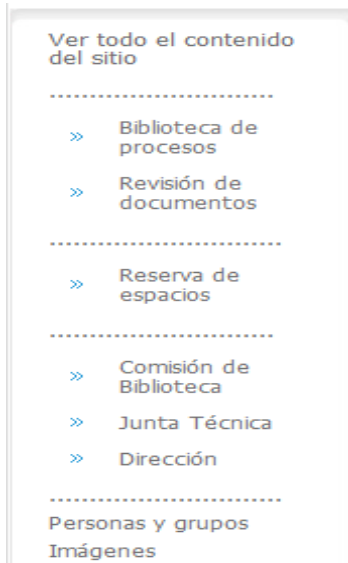 Ver todo el contenido
del sitio
» Biblioteca de
procesos
» Revisión de
documentos
» Reserva de
espacios
» Comisión de
Biblioteca
» Junta Técnica
» Dirección
Personas y grupos
Imágenes